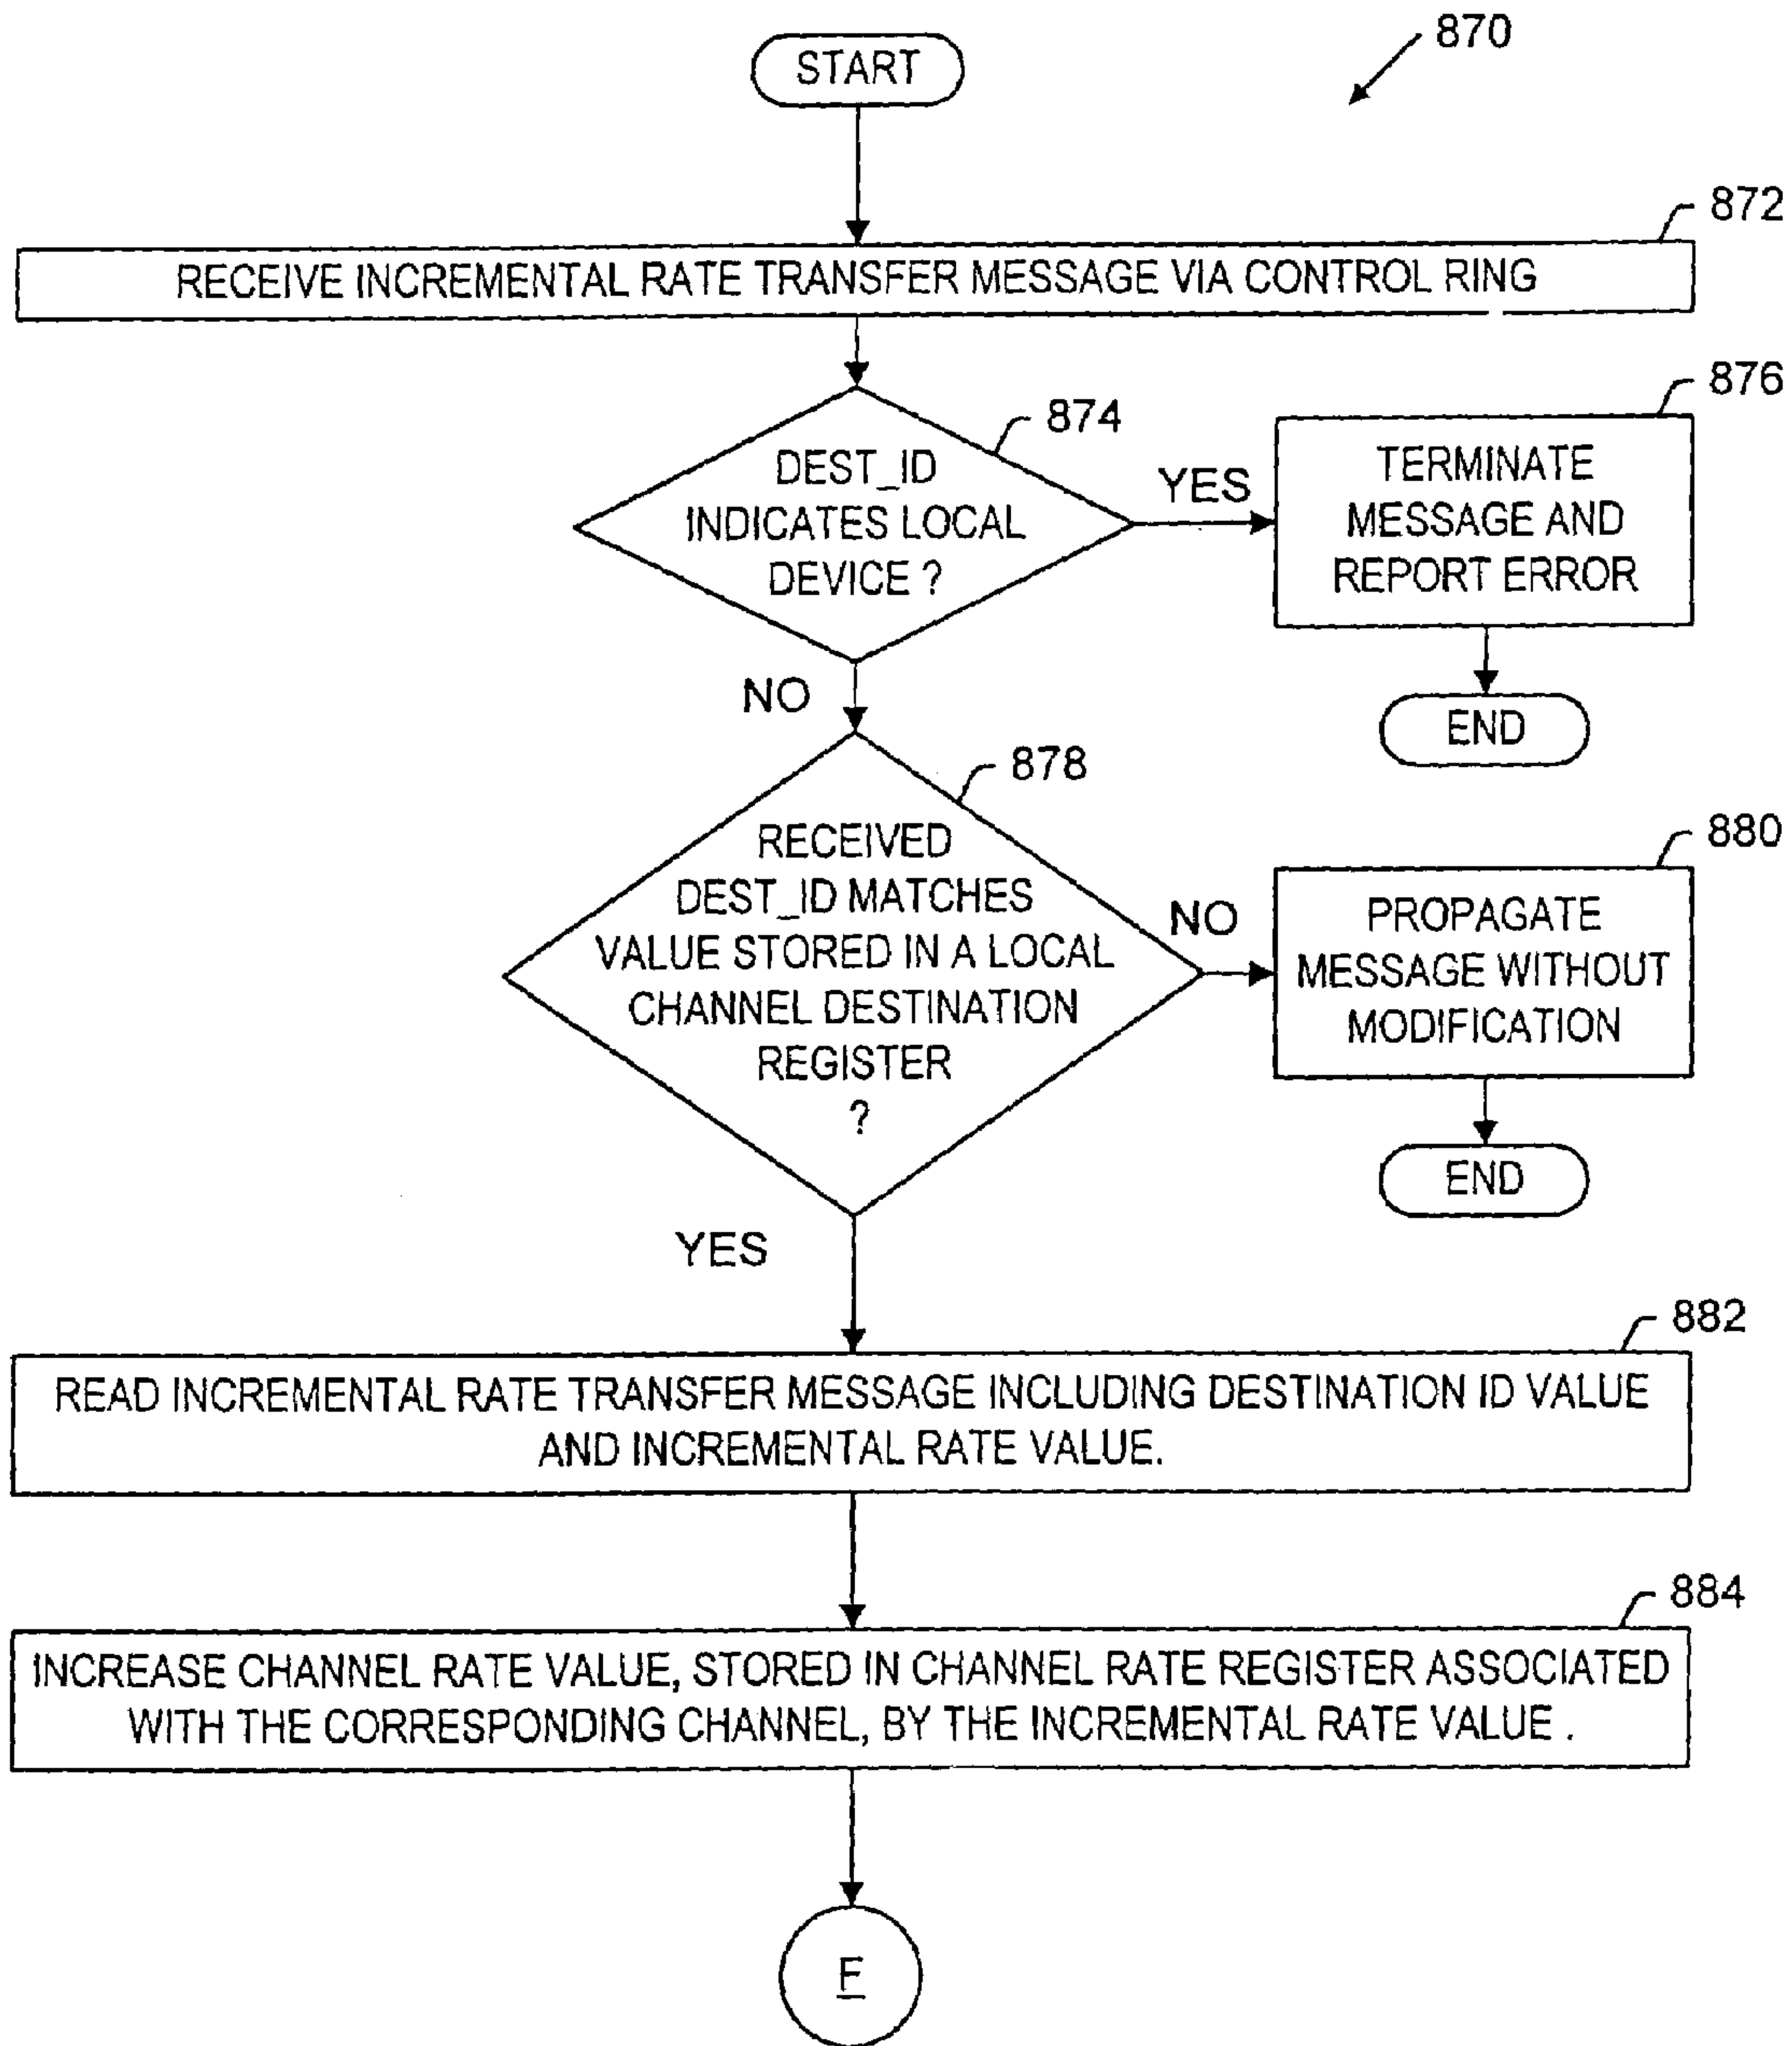 870
START
872
RECEIVE INCREMENTAL RATE TRANSFER MESSAGE VIA CONTROL RING
874
DEST_ID
INDICATES LOCAL
DEVICE ?
YES
876
TERMINATE
MESSAGE AND
REPORT ERROR
END
NO
878
RECEIVED
DEST_ID MATCHES
VALUE STORED IN A LOCAL
CHANNEL DESTINATION
REGISTER
?
NO
880
PROPAGATE
MESSAGE WITHOUT
MODIFICATION
END
YES
882
READ INCREMENTAL RATE TRANSFER MESSAGE INCLUDING DESTINATION ID VALUE
AND INCREMENTAL RATE VALUE.
884
INCREASE CHANNEL RATE VALUE, STORED IN CHANNEL RATE REGISTER ASSOCIATED
WITH THE CORRESPONDING CHANNEL, BY THE INCREMENTAL RATE VALUE .
F